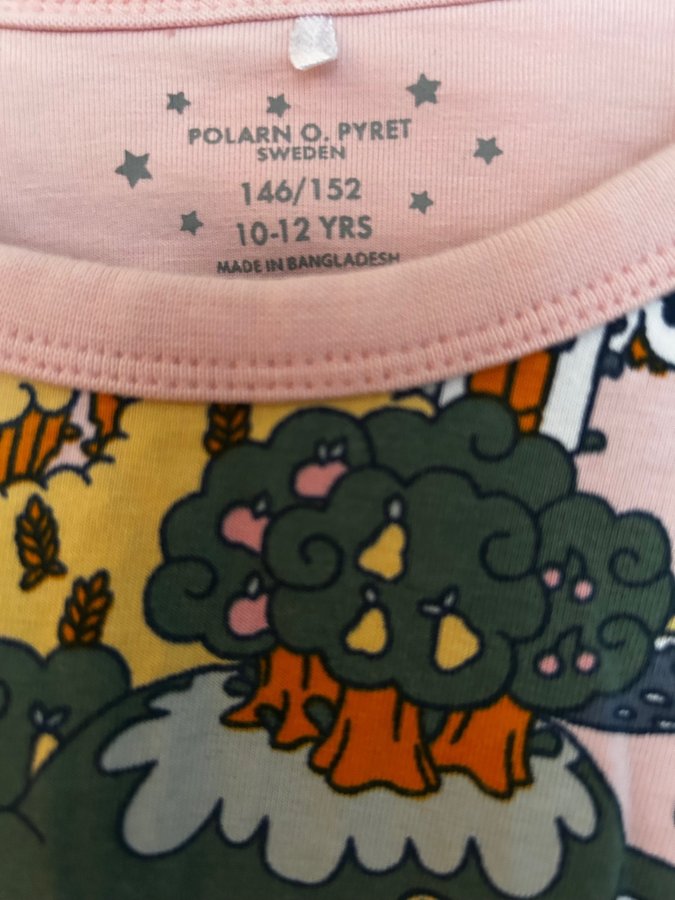 POLARN O. PYRET
SWEDEN
146/152
10-12 YRS
MADE IN BANGLADESH